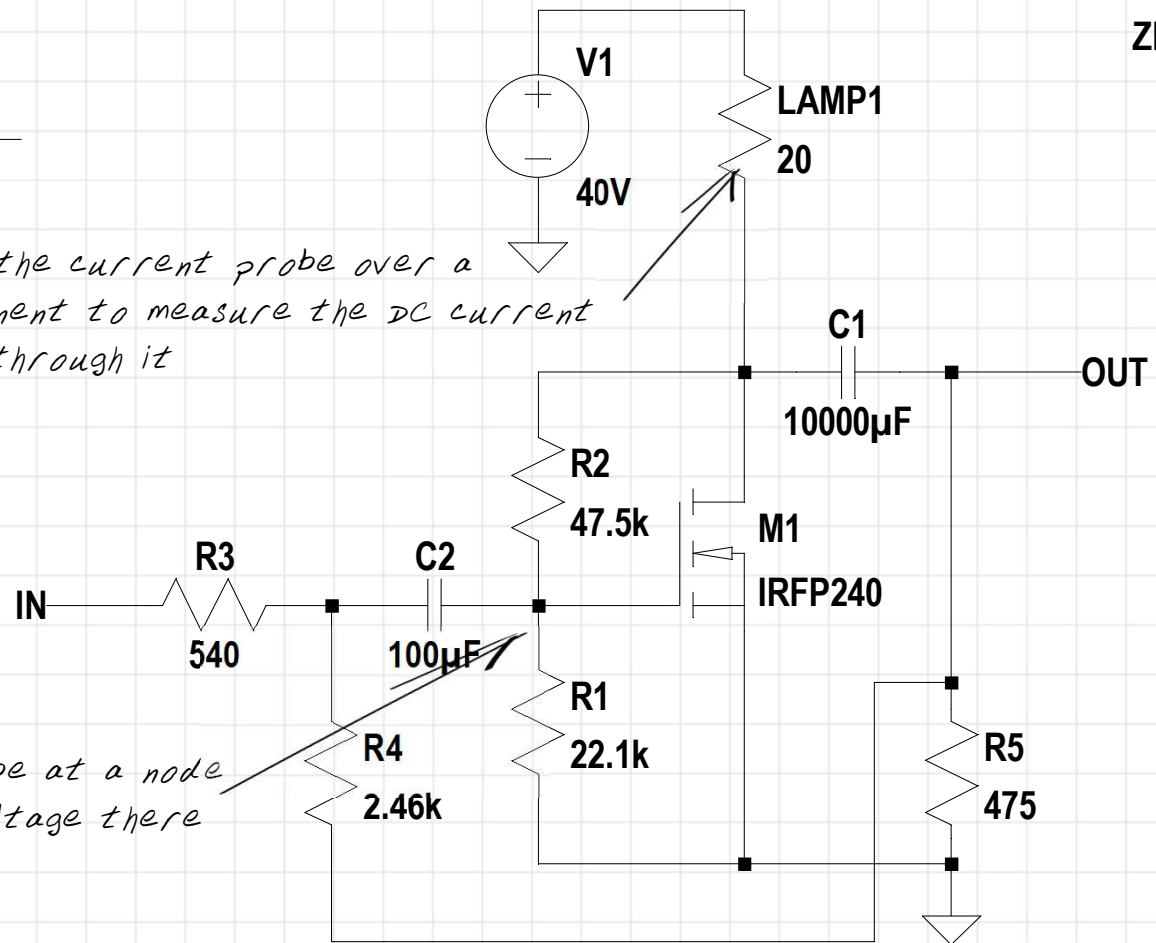 ZI
V1
LAMP1
20
40V
the current probe over a
ment to measure the DC current
through it
C1
OUT
10000µF
R2
47.5k
M1
IRFP240
R3
C2
IN
540
100µF
R1
22.1k
R4
2.46k
R5
475
be at a node
tage there